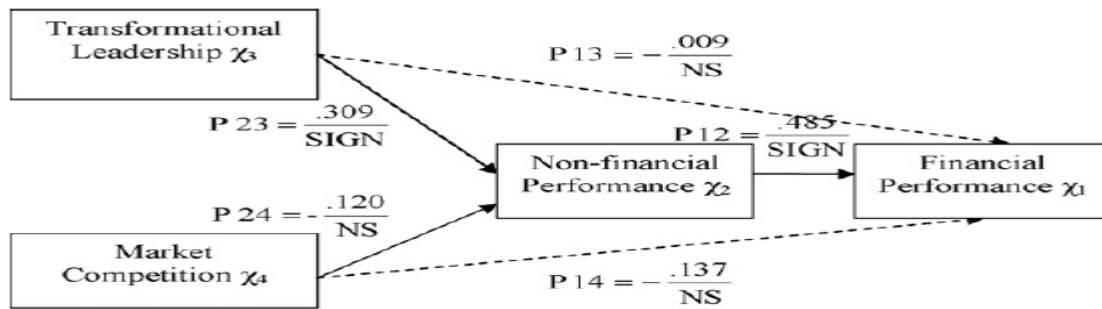 Transformational
Leadership χ3
P 13 = - .009
NS
P 23 = .309
SIGN
P 12 = .485
SIGN
Non-financial
Performance χ2
Financial
Performance χ1
P 24 = - .120
NS
Market
Competition χ4
P 14 = - .137
NS